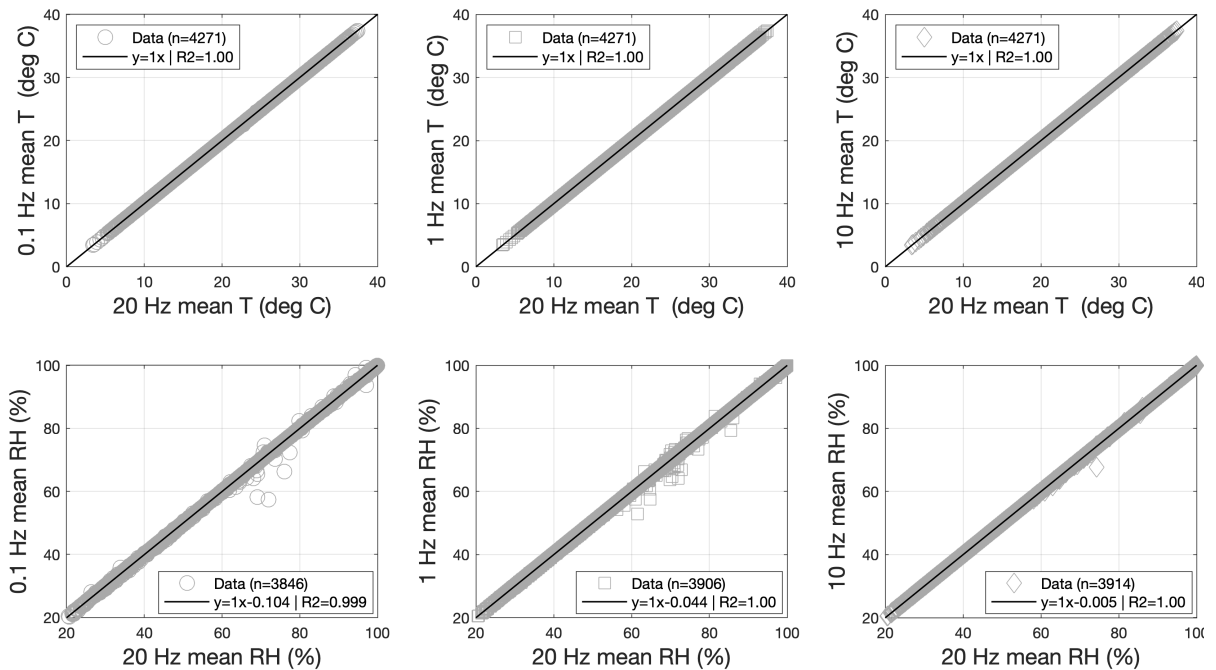 40
30
20
10
0
0 10 20 30 40
0.1 Hz mean T  (deg C)
20 Hz mean T (deg C)
Data (n=4271)
y=1x | R2=1.00
40
30
20
10
0
0 10 20 30 40
1 Hz mean T  (deg C)
20 Hz mean T  (deg C)
Data (n=4271)
y=1x | R2=1.00
40
30
20
10
0
0 10 20 30 40
10 Hz mean T  (deg C)
20 Hz mean T  (deg C)
Data (n=4271)
y=1x | R2=1.00
100
80
60
40
20
20 40 60 80 100
0.1 Hz mean RH (%)
20 Hz mean RH (%)
Data (n=3846)
y=1x-0.104 | R2=0.999
100
80
60
40
20
20 40 60 80 100
1 Hz mean RH (%)
20 Hz mean RH (%)
Data (n=3906)
y=1x-0.044 | R2=1.00
100
80
60
40
20
20 40 60 80 100
10 Hz mean RH (%)
20 Hz mean RH (%)
Data (n=3914)
y=1x-0.005 | R2=1.00